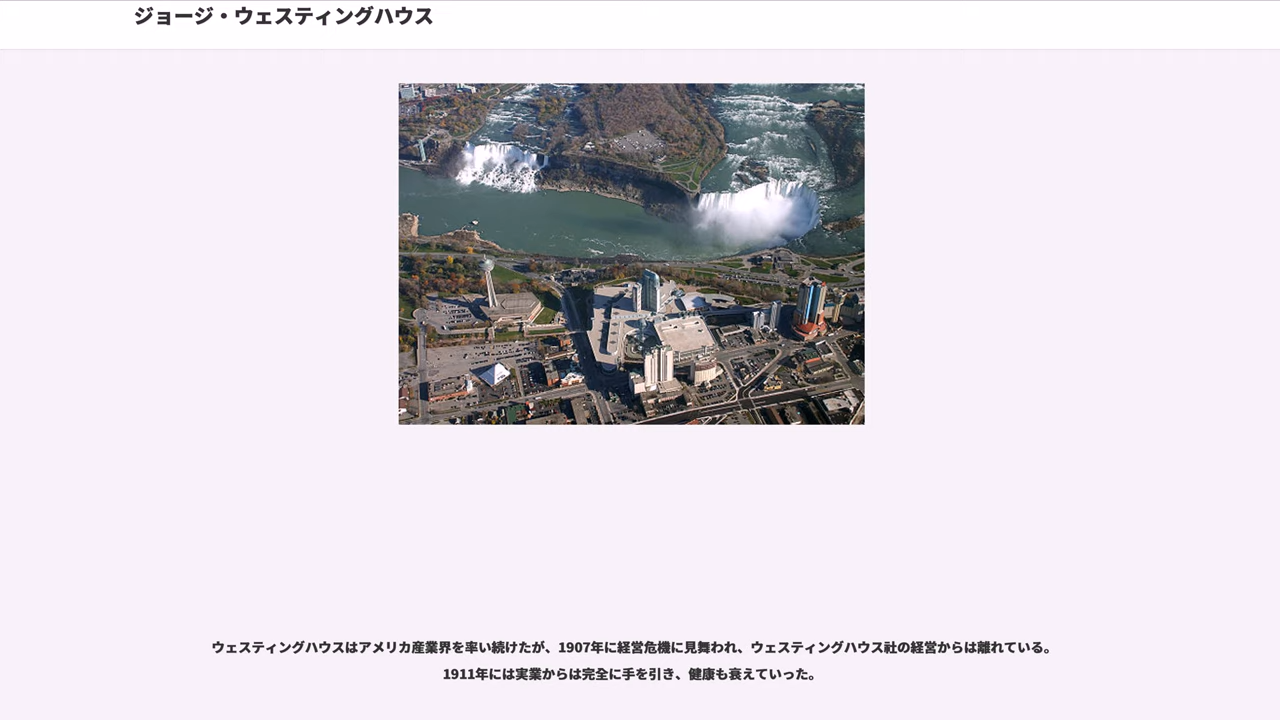 ジョージ・ウェスティングハウス
ウェスティングハウスはアメリカ産業界を率い続けたが、1907年に経営危機に見舞われ、ウェスティングハウス社の経営からは離れている。
1911年には実業からは完全に手を引き、健康も衰えていった。